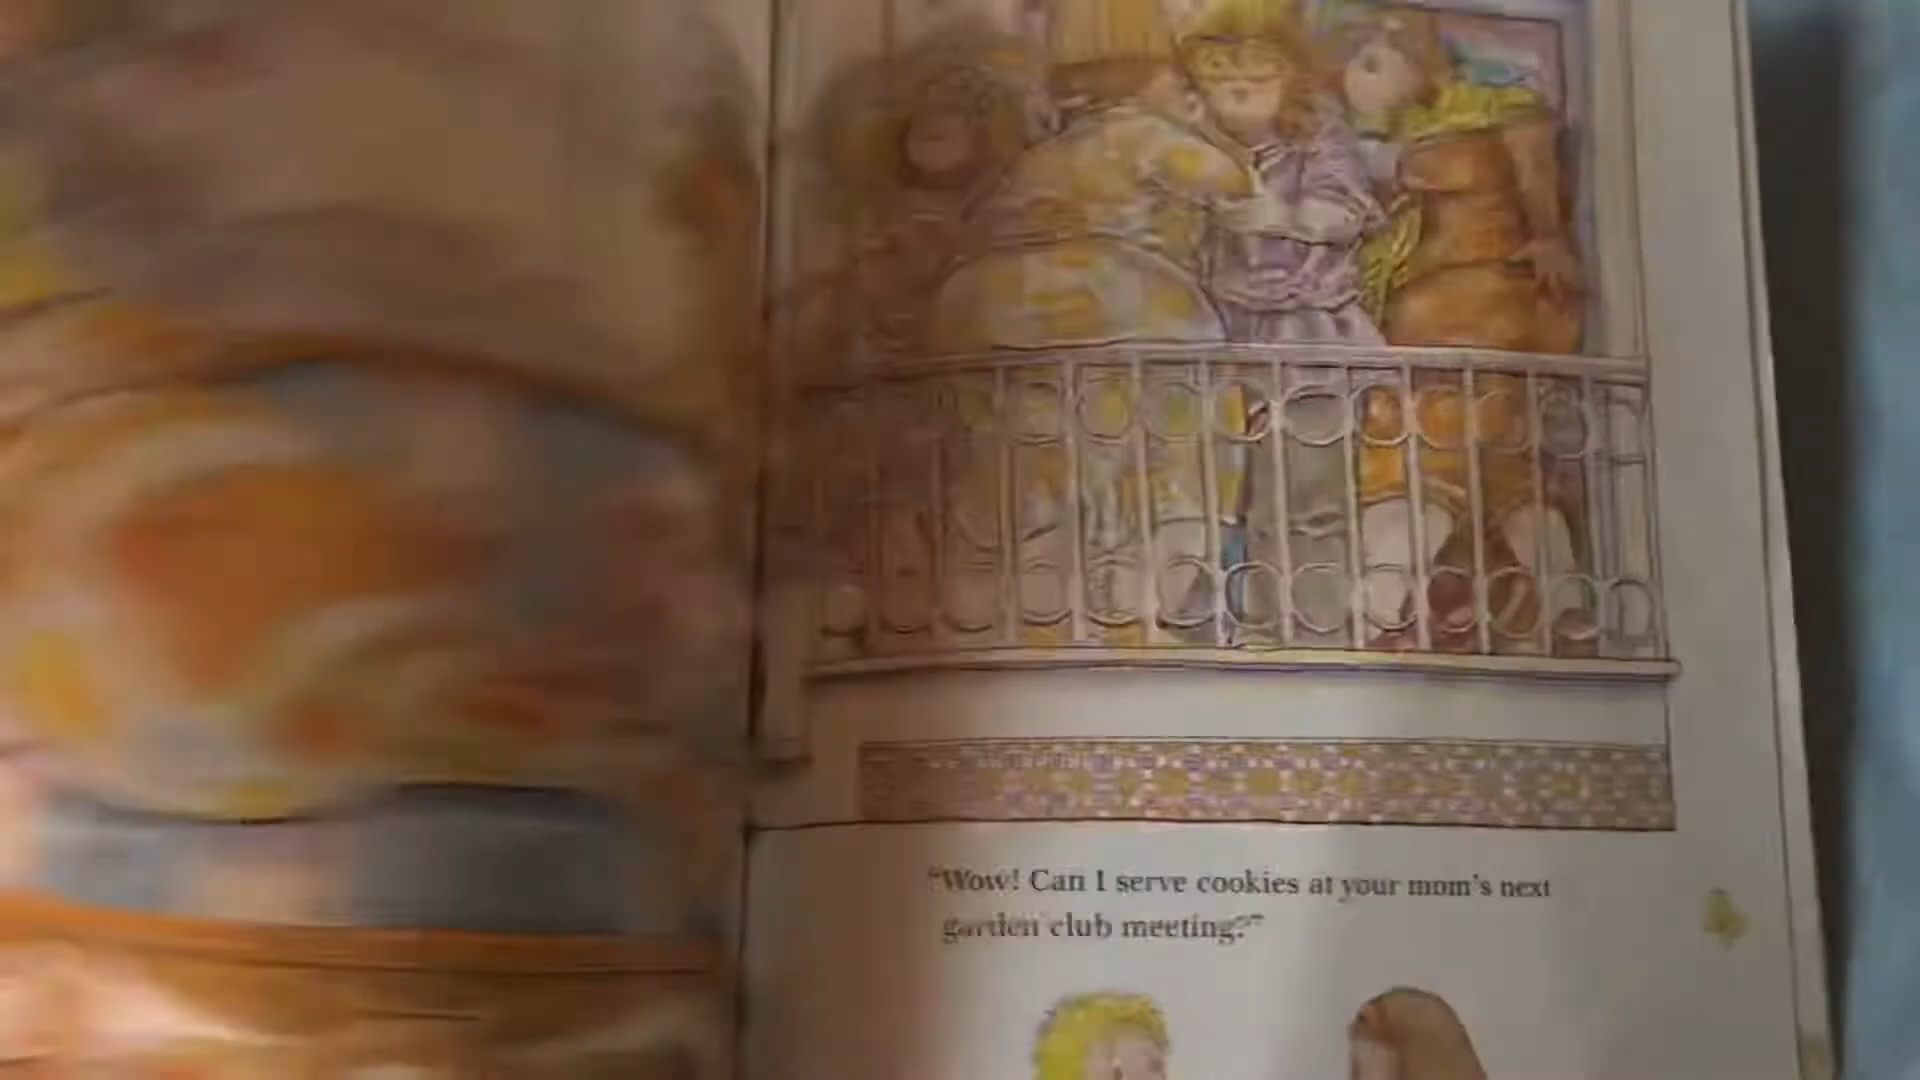 “Wow! Can I serve cookies at your mom’s next
garden club meeting?”